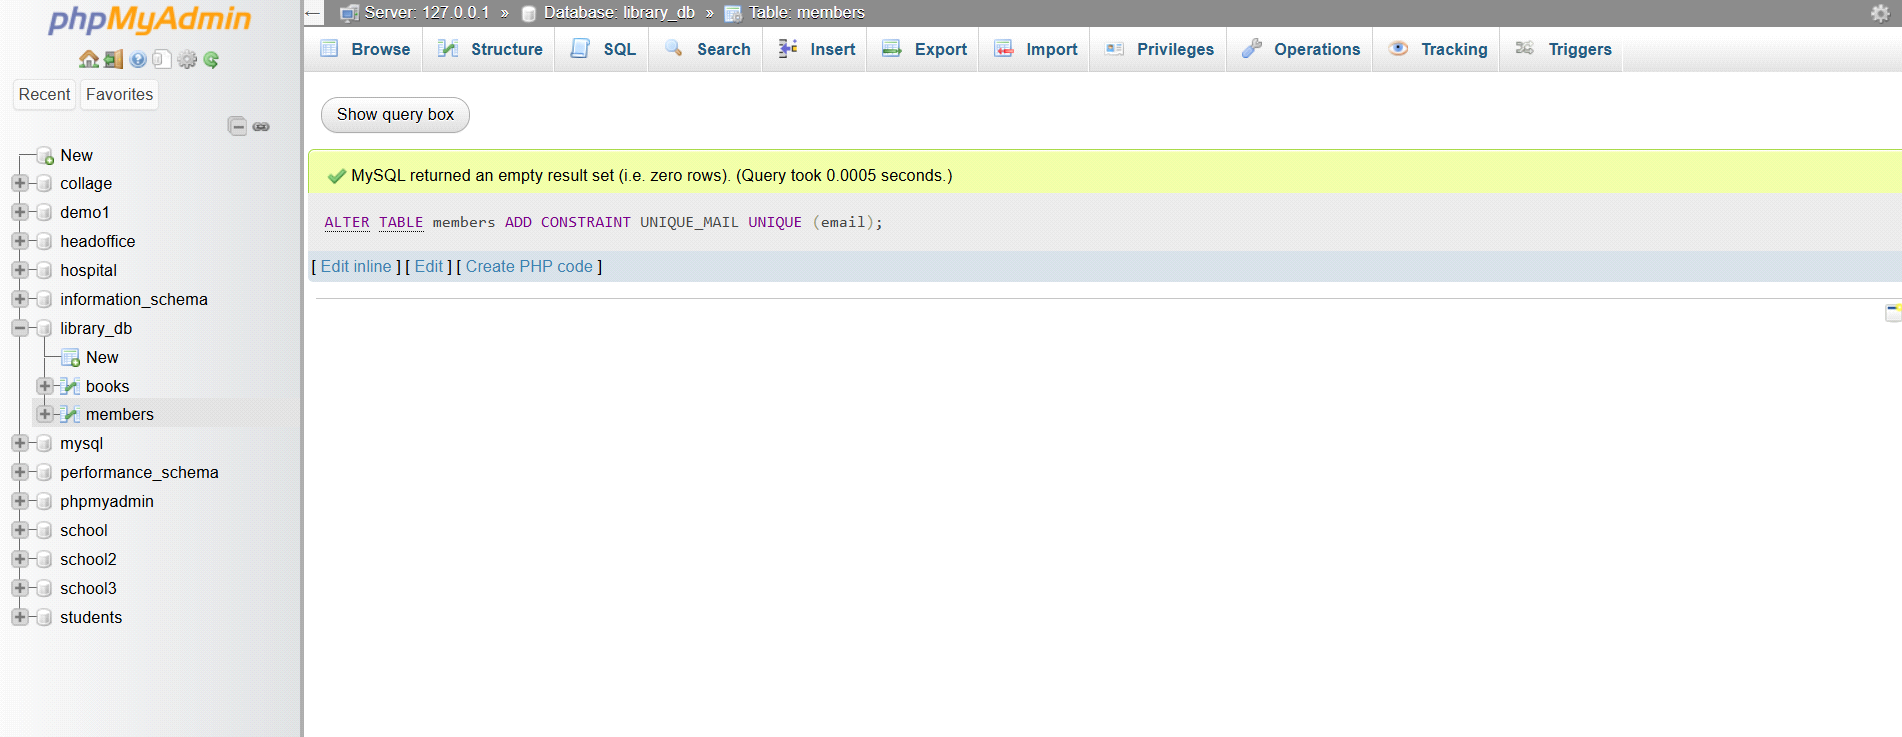 phpMyAdmin
Recent Favorites
New
collage
demo1
headoffice
hospital
information_schema
library_db
New
books
members
mysql
performance_schema
phpmyadmin
school
school2
school3
students
Server: 127.0.0.1 » Database: library_db » Table: members
Browse Structure SQL Search Insert Export Import Privileges Operations Tracking Triggers
Show query box
MySQL returned an empty result set (i.e. zero rows). (Query took 0.0005 seconds.)
ALTER TABLE members ADD CONSTRAINT UNIQUE_MAIL UNIQUE (email);
[ Edit inline ] [ Edit ] [ Create PHP code ]